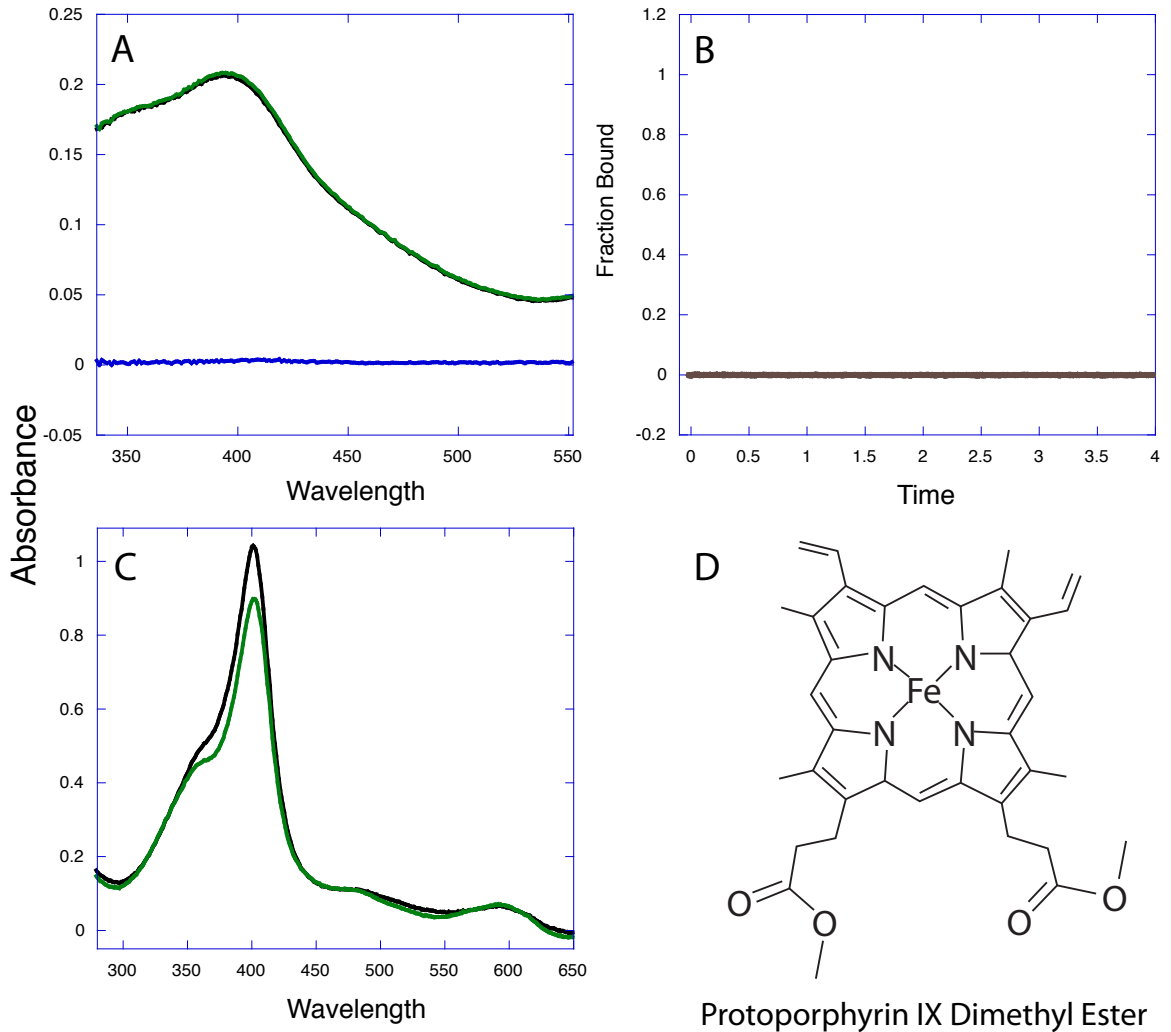 A
0.25
0.2
0.15
0.1
0.05
0
-0.05
350 400 450 500 550
Wavelength
B
1.2
1
0.8
0.6
0.4
0.2
0
-0.2
Fraction Bound
0 0.5 1 1.5 2 2.5 3 3.5 4
Time
Absorbance
C
1
0.8
0.6
0.4
0.2
0
300 350 400 450 500 550 600 650
Wavelength
D
N N
Fe
N N
O O
O O
Protoporphyrin IX Dimethyl Ester